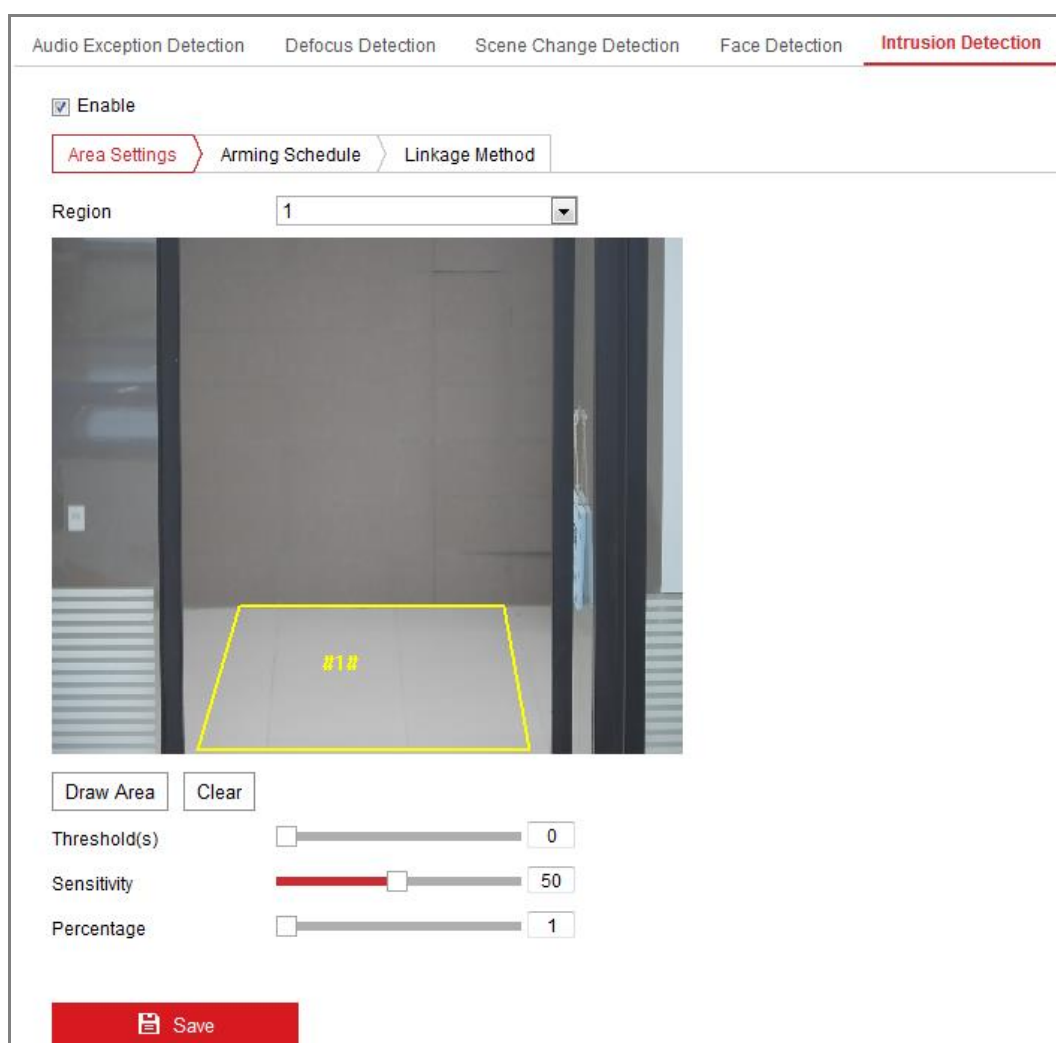 Audio Exception Detection Defocus Detection Scene Change Detection Face Detection Intrusion Detection
Enable
Area Settings Arming Schedule Linkage Method
Region 1
#1#
Draw Area Clear
Threshold(s) 0
Sensitivity 50
Percentage 1
Save